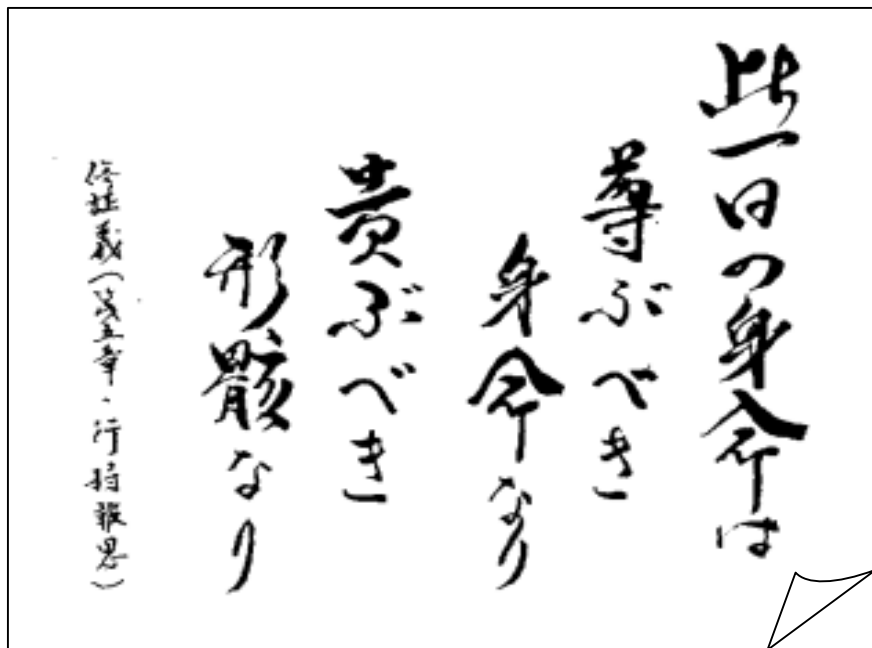 此一日の身命は
尊ぶべき
身命なり
貴ぶべき
形骸なり
修証義(第五章・行持報恩)